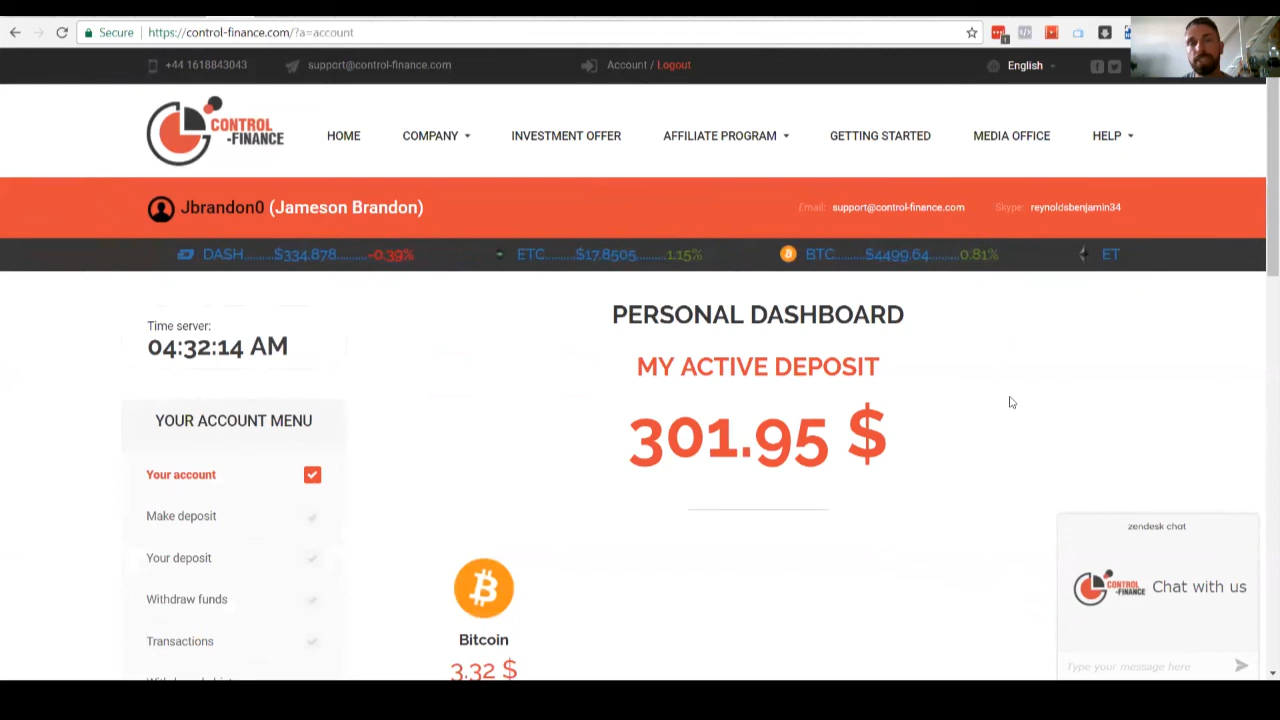 Secure https://control-finance.com/?a=account
+44 1618843043 support@control-finance.com Account / Logout English
CONTROL
-FINANCE
HOME COMPANY INVESTMENT OFFER AFFILIATE PROGRAM GETTING STARTED MEDIA OFFICE HELP
Jbrandon0 (Jameson Brandon) Email: support@control-finance.com Skype: reynoldsbenjamin34
DASH.........$334.878.........-0.39% ETC.........$17.8505.........1.15% BTC.........$4499.64.........0.81% ET
PERSONAL DASHBOARD
Time server:
04:32:14 AM
MY ACTIVE DEPOSIT
301.95 $
YOUR ACCOUNT MENU
Your account
Make deposit
Your deposit
Withdraw funds
Transactions
Bitcoin
3.32 $
zendesk chat
CONTROL
-FINANCE
Chat with us
Type your message here